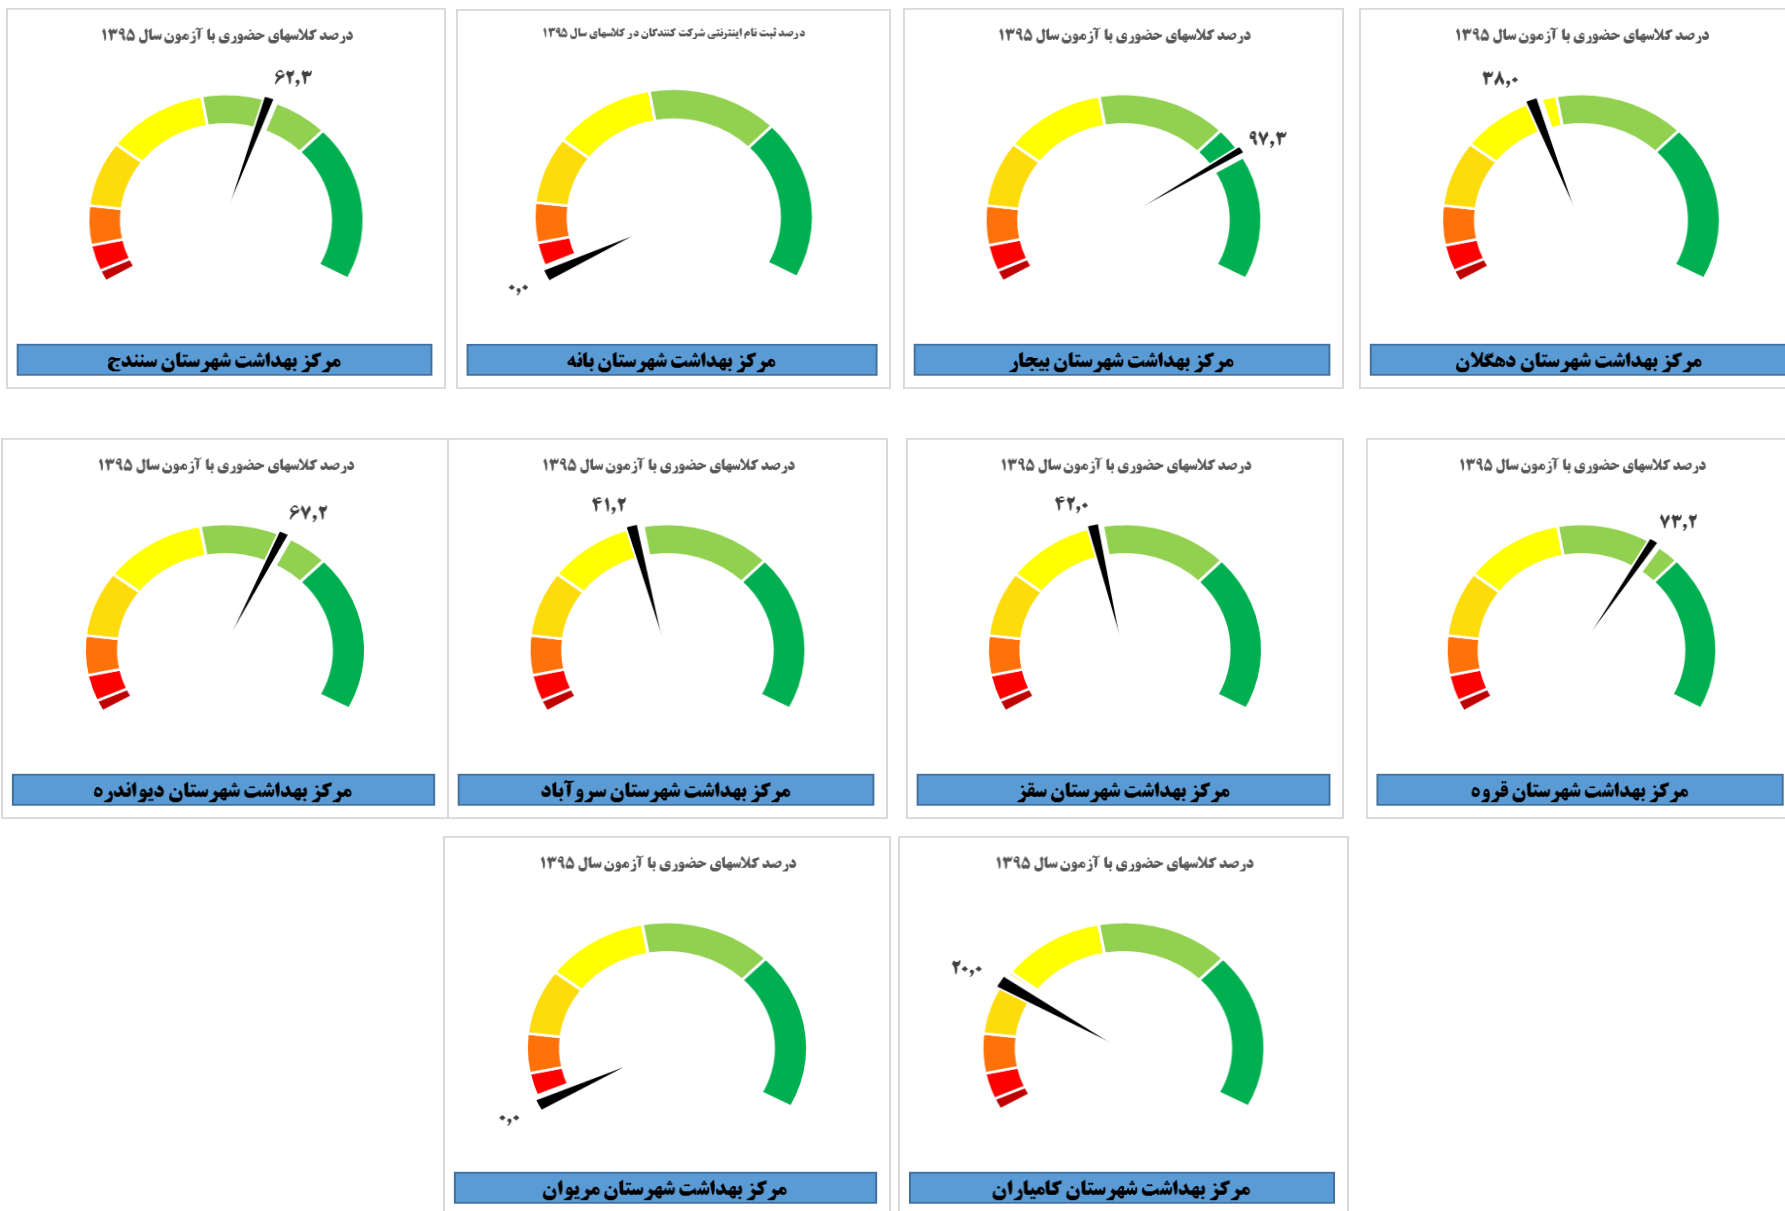 درصد کلاسهای حضوری با آزمون سال ۱۳۹۵
۶۲,۳
مرکز بهداشت شهرستان سنندج
درصد ثبت نام اینترنتی شرکت کنندگان در کلاسهای سال ۱۳۹۵
۰,۰
مرکز بهداشت شهرستان بانه
درصد کلاسهای حضوری با آزمون سال ۱۳۹۵
۹۷,۳
مرکز بهداشت شهرستان بیجار
درصد کلاسهای حضوری با آزمون سال ۱۳۹۵
۳۸,۰
مرکز بهداشت شهرستان دهگلان
درصد کلاسهای حضوری با آزمون سال ۱۳۹۵
۶۷,۲
مرکز بهداشت شهرستان دیواندره
درصد کلاسهای حضوری با آزمون سال ۱۳۹۵
۴۱,۲
مرکز بهداشت شهرستان سروآباد
درصد کلاسهای حضوری با آزمون سال ۱۳۹۵
۴۲,۰
مرکز بهداشت شهرستان سقز
درصد کلاسهای حضوری با آزمون سال ۱۳۹۵
۷۳,۲
مرکز بهداشت شهرستان قروه
درصد کلاسهای حضوری با آزمون سال ۱۳۹۵
۰,۰
مرکز بهداشت شهرستان مریوان
درصد کلاسهای حضوری با آزمون سال ۱۳۹۵
۲۰,۰
مرکز بهداشت شهرستان کامیاران